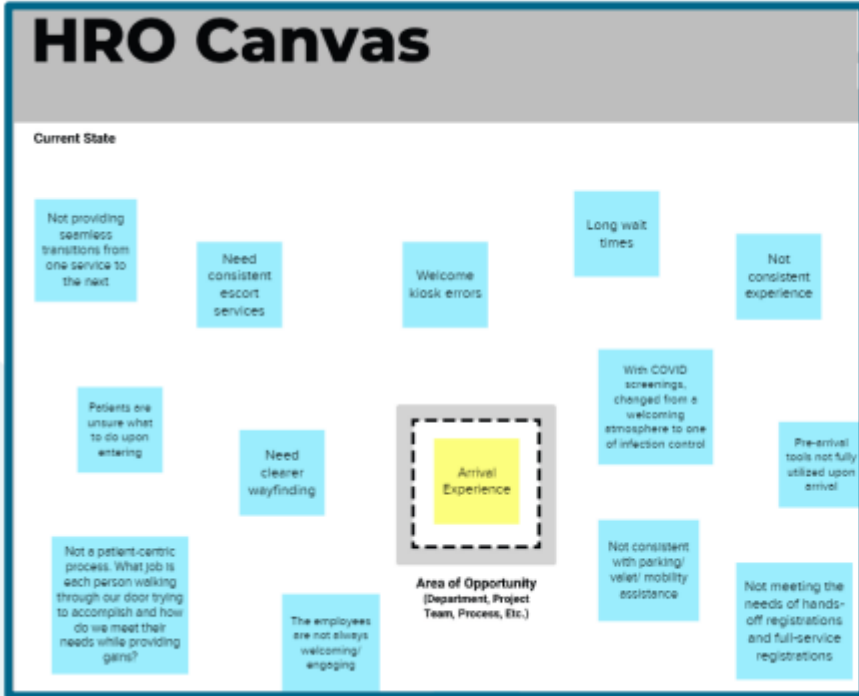 HRO Canvas
Current State
Not providing
seamless
transitions from
one service to
the next
Need
consistent
escort
services
Welcome
kiosk errors
Long wait
times
Not
consistent
experience
Patients are
unsure what
to do upon
entering
Need
clearer
wayfinding
Arrival
Experience
With COVID
screenings,
changed from a
welcoming
atmosphere to one
of infection control
Pre-arrival
tools not fully
utilized upon
arrival
Not a patient-centric
process. What job is
each person walking
through our door trying
to accomplish and how
do we meet their
needs while providing
gains?
The employees
are not always
welcoming/
engaging
Area of Opportunity
(Department, Project
Team, Process, Etc.)
Not consistent
with parking/
valet/ mobility
assistance
Not meeting the
needs of hands-
off registrations
and full-service
registrations